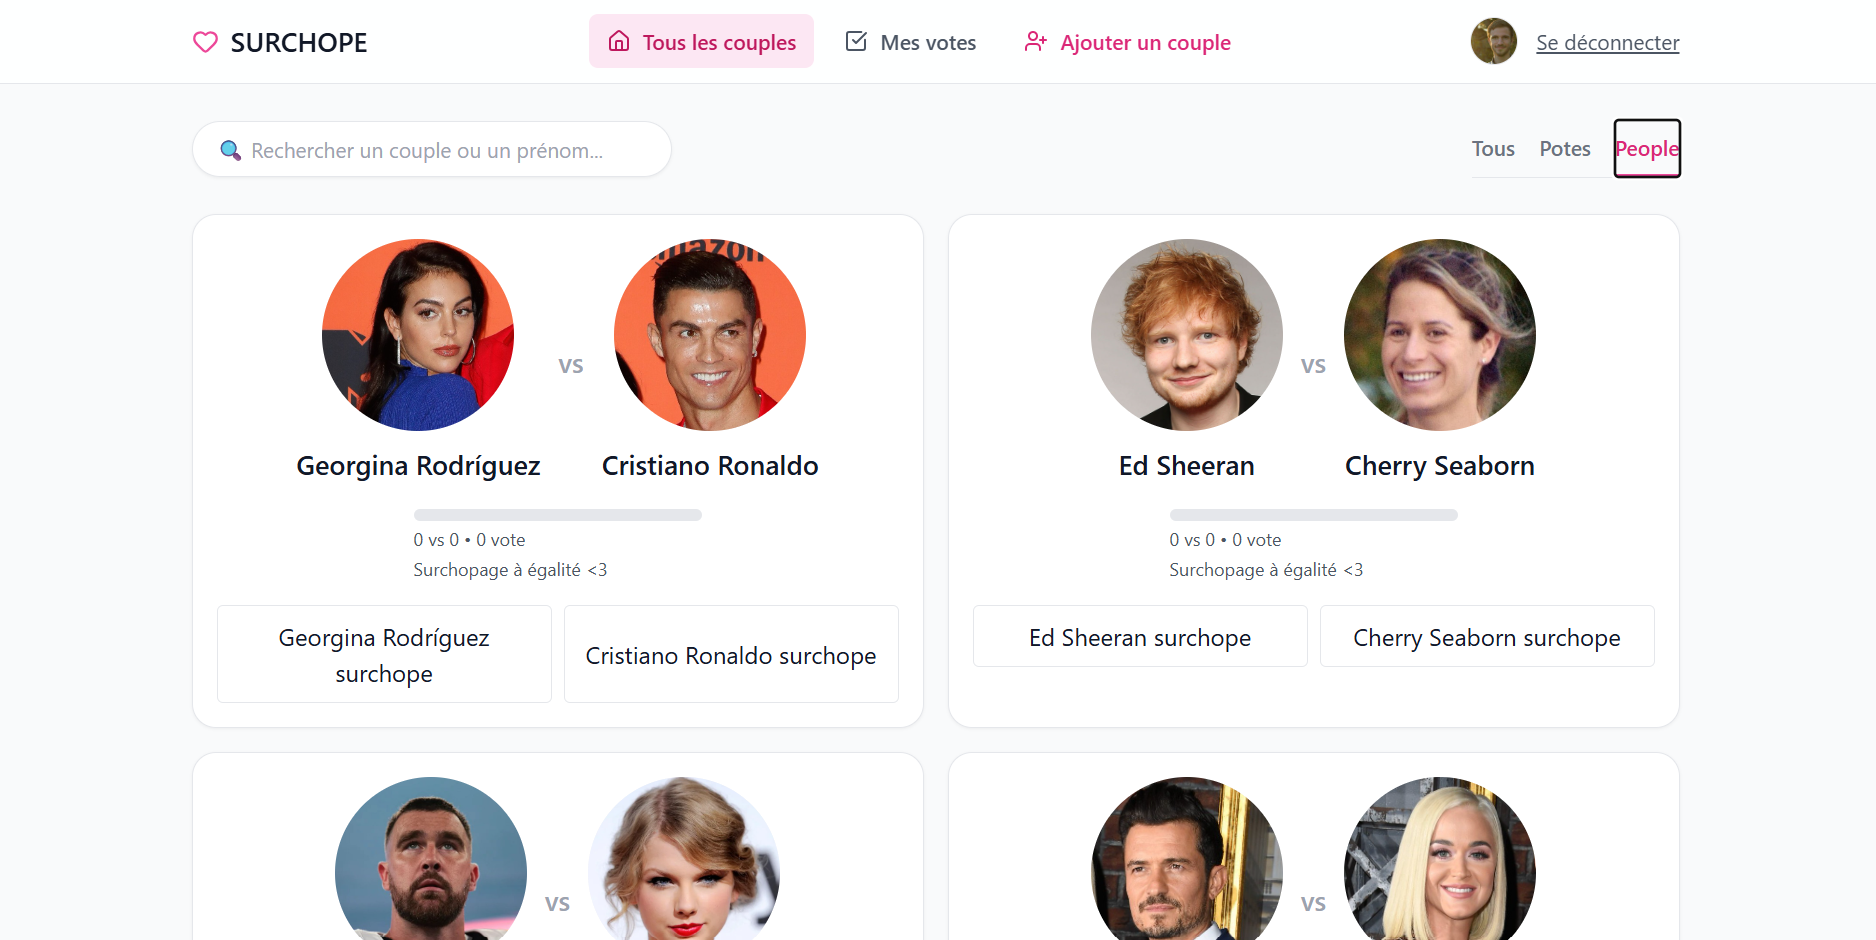 SURCHOPE
Tous les couples
Mes votes
Ajouter un couple
Se déconnecter
Rechercher un couple ou un prénom...
Tous
Potes
People
amazon
vs
Georgina Rodríguez
Cristiano Ronaldo
0 vs 0 • 0 vote
Surchopage à égalité <3
Georgina Rodríguez
surchope
Cristiano Ronaldo surchope
vs
Ed Sheeran
Cherry Seaborn
0 vs 0 • 0 vote
Surchopage à égalité <3
Ed Sheeran surchope
Cherry Seaborn surchope
vs
vs